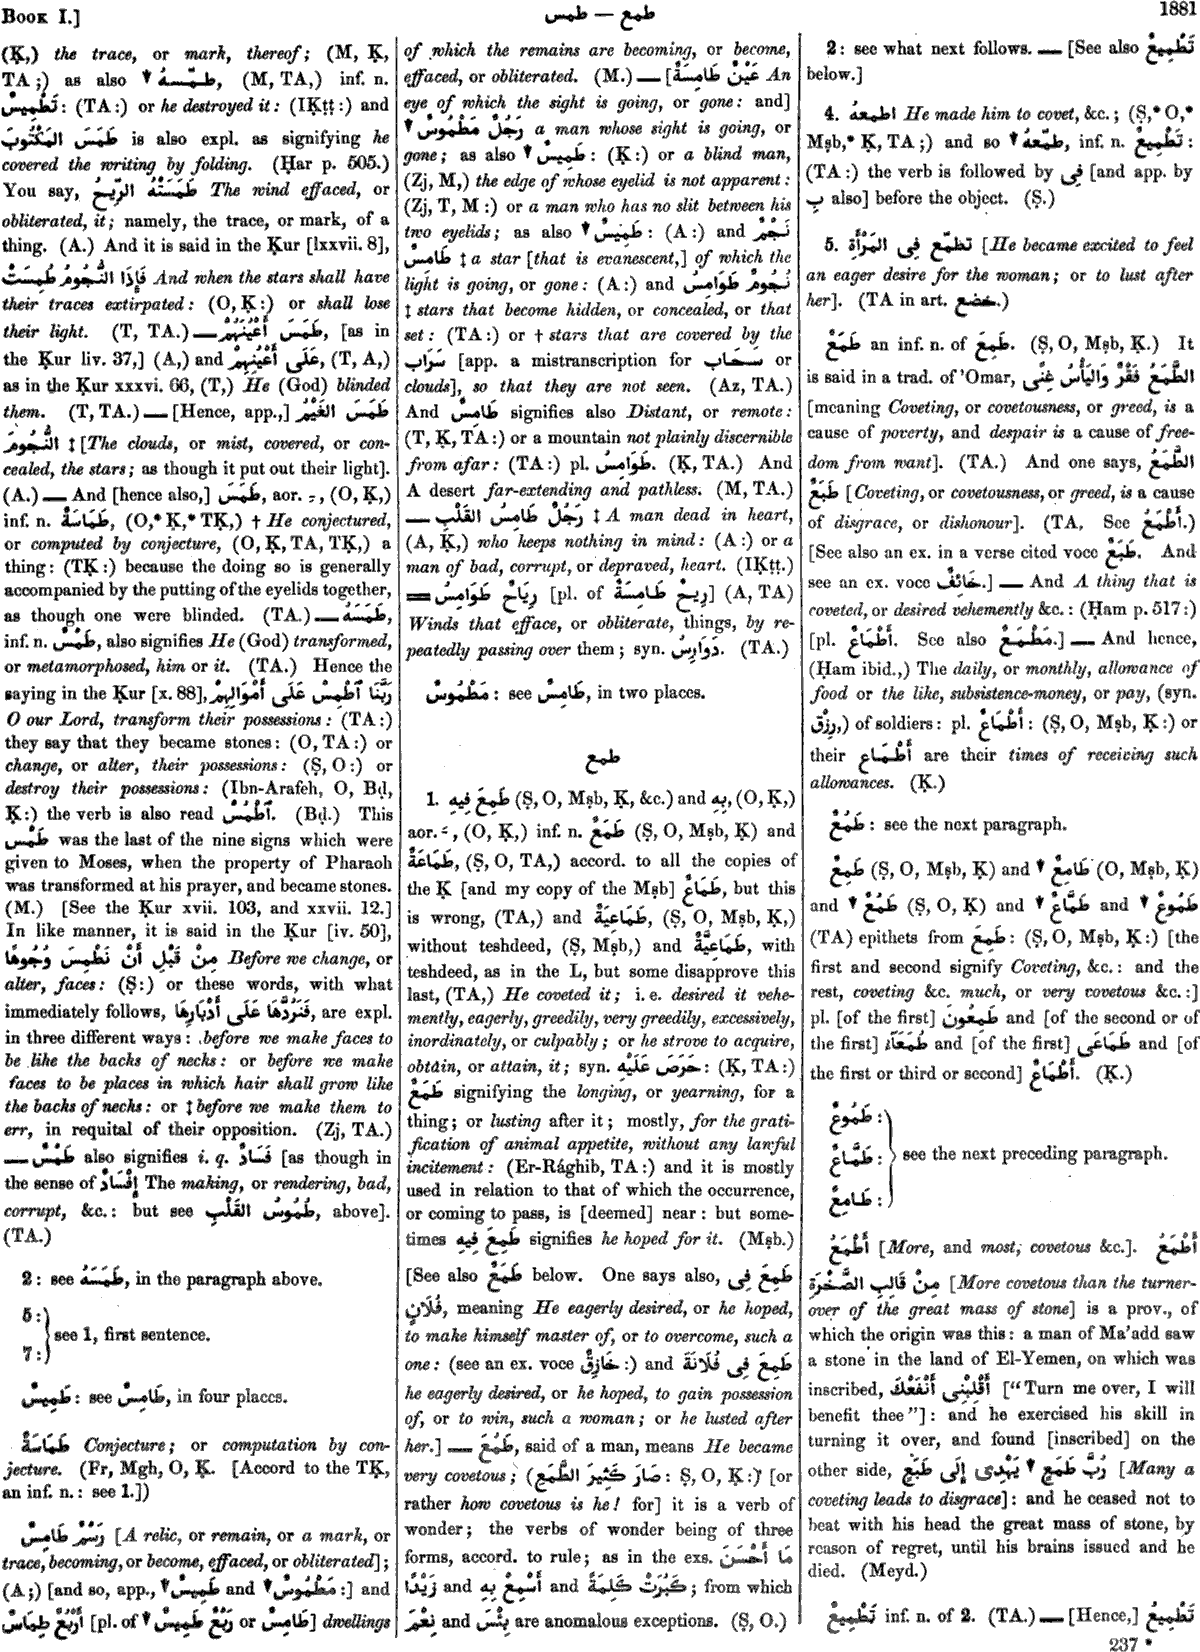 Book I.]
طمس — طمع
1881
(Ḳ,) the trace, or mark, thereof; (M, Ḳ,
TA;) as also ▼ طمّسهُ, (M, TA,) inf. n.
تَطْمِيسٌ: (TA:) or he destroyed it: (IḲṭṭ:) and
طَمَسَ المَكْتُوبَ is also expl. as signifying he
covered the writing by folding. (Ḥar p. 505.)
You say, طَمَسَتْهُ الرِّيحُ The wind effaced, or
obliterated, it; namely, the trace, or mark, of a
thing. (A.) And it is said in the Ḳur [lxxvii. 8],
فَإِذَا النُّجُومُ طُمِسَتْ And when the stars shall have
their traces extirpated: (O, Ḳ:) or shall lose
their light. (T, TA.) — طَمَسَ أَعْيُنَهُمْ, [as in
the Ḳur liv. 37,] (A,) and عَلَى أَعْيُنِهِمْ, (T, A,)
as in the Ḳur xxxvi. 66, (T,) He (God) blinded
them. (T, TA.) — [Hence, app.,] طَمَسَ الغَيْمُ
النُّجُومَ ‡ [The clouds, or mist, covered, or con-
cealed, the stars; as though it put out their light].
(A.) — And [hence also,] طَمَسَ, aor. ـِ, (O, Ḳ,)
inf. n. طَمَاسَةٌ, (O,* Ḳ,* TḲ,) † He conjectured,
or computed by conjecture, (O, Ḳ, TA, TḲ,) a
thing: (TḲ:) because the doing so is generally
accompanied by the putting of the eyelids together,
as though one were blinded. (TA.) — طَمَسَهُ,
inf. n. طَمْسٌ, also signifies He (God) transformed,
or metamorphosed, him or it. (TA.) Hence the
saying in the Ḳur [x. 88], رَبَّنَا ٱطْمِسْ عَلَى أَمْوَالِهِمْ
O our Lord, transform their possessions: (TA:)
they say that they became stones: (O, TA:) or
change, or alter, their possessions: (Ṣ, O:) or
destroy their possessions: (Ibn-Arafeh, O, Bḍ,
Ḳ:) the verb is also read ٱطْمُسْ. (Bḍ.) This
طَمْس was the last of the nine signs which were
given to Moses, when the property of Pharaoh
was transformed at his prayer, and became stones.
(M.) [See the Ḳur xvii. 103, and xxvii. 12.]
In like manner, it is said in the Ḳur [iv. 50],
مِنْ قَبْلِ أَنْ نَطْمِسَ وُجُوهًا Before we change, or
alter, faces: (Ṣ:) or these words, with what
immediately follows, فَنَرُدَّهَا عَلَى أَدْبَارِهَا, are expl.
in three different ways: before we make faces to
be like the backs of necks: or before we make
faces to be places in which hair shall grow like
the backs of necks: or ‡ before we make them to
err, in requital of their opposition. (Zj, TA.)
— طَمْسٌ also signifies i. q. فَسَادٌ [as though in
the sense of إِفْسَادٌ The making, or rendering, bad,
corrupt, &c.: but see طُمُوسُ القَلْبِ, above].
(TA.)
2: see طَمَسَهُ, in the paragraph above.
5:
7: } see 1, first sentence.
طَمِيسٌ: see طَامِسٌ, in four places.
طَمَاسَةٌ Conjecture; or computation by con-
jecture. (Fr, Mgh, O, Ḳ. [Accord to the TḲ,
an inf. n.: see 1.])
رَسْمٌ طَامِسٌ [A relic, or remain, or a mark, or
trace, becoming, or become, effaced, or obliterated];
(A;) [and so, app., ▼ طَمِيسٌ and ▼ مَطْمُوسٌ:] and
أَرْبُعٌ طِمَاسٌ [pl. of ▼ رَبْعٌ طَمِيسٌ or طَامِسٌ] dwellings
of which the remains are becoming, or become,
effaced, or obliterated. (M.) — [عَيْنٌ طَامِسَةٌ An
eye of which the sight is going, or gone: and]
▼ رَجُلٌ مَطْمُوسٌ a man whose sight is going, or
gone; as also ▼ طَمِيسٌ: (Ḳ:) or a blind man,
(Zj, M,) the edge of whose eyelid is not apparent:
(Zj, T, M:) or a man who has no slit between his
two eyelids; as also ▼ طَمِيسٌ: (A:) and نَجْمٌ
طَامِسٌ ‡ a star [that is evanescent,] of which the
light is going, or gone: (A:) and نُجُومٌ طَوَامِسُ
‡ stars that become hidden, or concealed, or that
set: (TA:) or † stars that are covered by the
سَرَاب [app. a mistranscription for سَحَاب or
clouds], so that they are not seen. (Az, TA.)
And طَامِسٌ signifies also Distant, or remote:
(T, Ḳ, TA:) or a mountain not plainly discernible
from afar: (TA:) pl. طَوَامِسُ. (Ḳ, TA.) And
A desert far-extending and pathless. (M, TA.)
— رَجُلٌ طَامِسُ القَلْبِ ‡ A man dead in heart,
(A, Ḳ,) who keeps nothing in mind: (A:) or a
man of bad, corrupt, or depraved, heart. (IḲṭṭ.)
= رِيَاحٌ طَوَامِسُ [pl. of رِيحٌ طَامِسَةٌ] (A, TA)
Winds that efface, or obliterate, things, by re-
peatedly passing over them; syn. دَوَارِسُ. (TA.)
مَطْمُوسٌ: see طَامِسٌ, in two places.
طمع
1. طَمِعَ فِيهِ (Ṣ, O, Mṣb, Ḳ, &c.) and بِهِ, (O, Ḳ,)
aor. ـَ, (O, Ḳ,) inf. n. طَمَعٌ (Ṣ, O, Mṣb, Ḳ) and
طَمَاعَةٌ, (Ṣ, O, TA,) accord. to all the copies of
the Ḳ [and my copy of the Mṣb] طَمَاعٌ, but this
is wrong, (TA,) and طَمَاعِيَةٌ, (Ṣ, O, Mṣb, Ḳ,)
without teshdeed, (Ṣ, Mṣb,) and طَمَاعِيَّةٌ, with
teshdeed, as in the L, but some disapprove this
last, (TA,) He coveted it; i. e. desired it vehe-
mently, eagerly, greedily, very greedily, excessively,
inordinately, or culpably; or he strove to acquire,
obtain, or attain, it; syn. حَرَصَ عَلَيْهِ: (Ḳ, TA:)
طَمَعٌ signifying the longing, or yearning, for a
thing; or lusting after it; mostly, for the grati-
fication of animal appetite, without any lawful
incitement: (Er-Rághib, TA:) and it is mostly
used in relation to that of which the occurrence,
or coming to pass, is [deemed] near: but some-
times طَمِعَ فِيهِ signifies he hoped for it. (Mṣb.)
[See also طَمَعٌ below. One says also, طَمِعَ فِى
فُلَانٍ, meaning He eagerly desired, or he hoped,
to make himself master of, or to overcome, such a
one: (see an ex. voce خَازِقٌ:) and طَمِعَ فِى فُلَانَةَ
he eagerly desired, or he hoped, to gain possession
of, or to win, such a woman; or he lusted after
her.] — طَمُعَ, said of a man, means He became
very covetous; (صَارَ كَثِيرَ الطَّمَعِ: Ṣ, O, Ḳ:) [or
rather how covetous is he! for] it is a verb of
wonder; the verbs of wonder being of three
forms, accord. to rule; as in the exs. مَا أَحْسَنَ
زَيْدًا and أَسْمِعْ بِهِ and كَبُرَتْ كَلِمَةً; from which
نِعْمَ and بِئْسَ are anomalous exceptions. (Ṣ, O.)
2: see what next follows. — [See also تَطْمِيعٌ
below.]
4. اطمعهُ He made him to covet, &c.; (Ṣ,* O,*
Mṣb,* Ḳ, TA;) and so ▼ طمّعهُ, inf. n. تَطْمِيعٌ:
(TA:) the verb is followed by فِى [and app. by
بِ also] before the object. (Ṣ.)
5. تطمّع فِى المَرْأَةِ [He became excited to feel
an eager desire for the woman; or to lust after
her]. (TA in art. خضع.)
طَمَعٌ an inf. n. of طَمِعَ. (Ṣ, O, Mṣb, Ḳ.) It
is said in a trad. of 'Omar, الطَّمَعُ فَقْرٌ وَاليَأْسُ غِنًى
[meaning Coveting, or covetousness, or greed, is a
cause of poverty, and despair is a cause of free-
dom from want]. (TA.) And one says, الطَّمَعُ
طَبَعٌ [Coveting, or covetousness, or greed, is a cause
of disgrace, or dishonour]. (TA. See أَطْمَعُ.)
[See also an ex. in a verse cited voce طَبَعٌ. And
see an ex. voce خَائِفٌ.] — And A thing that is
coveted, or desired vehemently &c.: (Ḥam p. 517:)
[pl. أَطْمَاعٌ. See also مَطْمَعٌ.] — And hence,
(Ḥam ibid.,) The daily, or monthly, allowance of
food or the like, subsistence-money, or pay, (syn.
رِزْق,) of soldiers: pl. أَطْمَاعٌ: (Ṣ, O, Mṣb, Ḳ:) or
their أَطْمَاع are their times of receiving such
allowances. (Ḳ.)
طَمُعٌ: see the next paragraph.
طَمِعٌ (Ṣ, O, Mṣb, Ḳ) and ▼ طَامِعٌ (O, Mṣb, Ḳ)
and ▼ طَمُعٌ (Ṣ, O, Ḳ) and ▼ طَمَّاعٌ and ▼ طَمُوعٌ
(TA) epithets from طَمِعَ: (Ṣ, O, Mṣb, Ḳ:) [the
first and second signify Coveting, &c.: and the
rest, coveting &c. much, or very covetous &c.:]
pl. [of the first] طَمِعُونَ and [of the second or of
the first] طُمَعَآءُ and [of the first] طَمَاعَى and [of
the first or third or second] أَطْمَاعٌ. (Ḳ.)
طَمُوعٌ:
طَمَّاعٌ: } see the next preceding paragraph.
طَامِعٌ:
أَطْمَعُ [More, and most, covetous &c.]. أَطْمَعُ
مِنْ قَالِبِ الصَّخْرَةِ [More covetous than the turner-
over of the great mass of stone] is a prov., of
which the origin was this: a man of Ma'add saw
a stone in the land of El-Yemen, on which was
inscribed, أَقْلِبْنِى أَنْفَعْكَ ["Turn me over, I will
benefit thee"]: and he exercised his skill in
turning it over, and found [inscribed] on the
other side, رُبَّ طَمَعٍ ▼ يَهْدِى إِلَى طَبَعٍ [Many a
coveting leads to disgrace]: and he ceased not to
beat with his head the great mass of stone, by
reason of regret, until his brains issued and he
died. (Meyd.)
تَطْمِيعٌ inf. n. of 2. (TA.) — [Hence,] تَطْمِيعُ
237 *